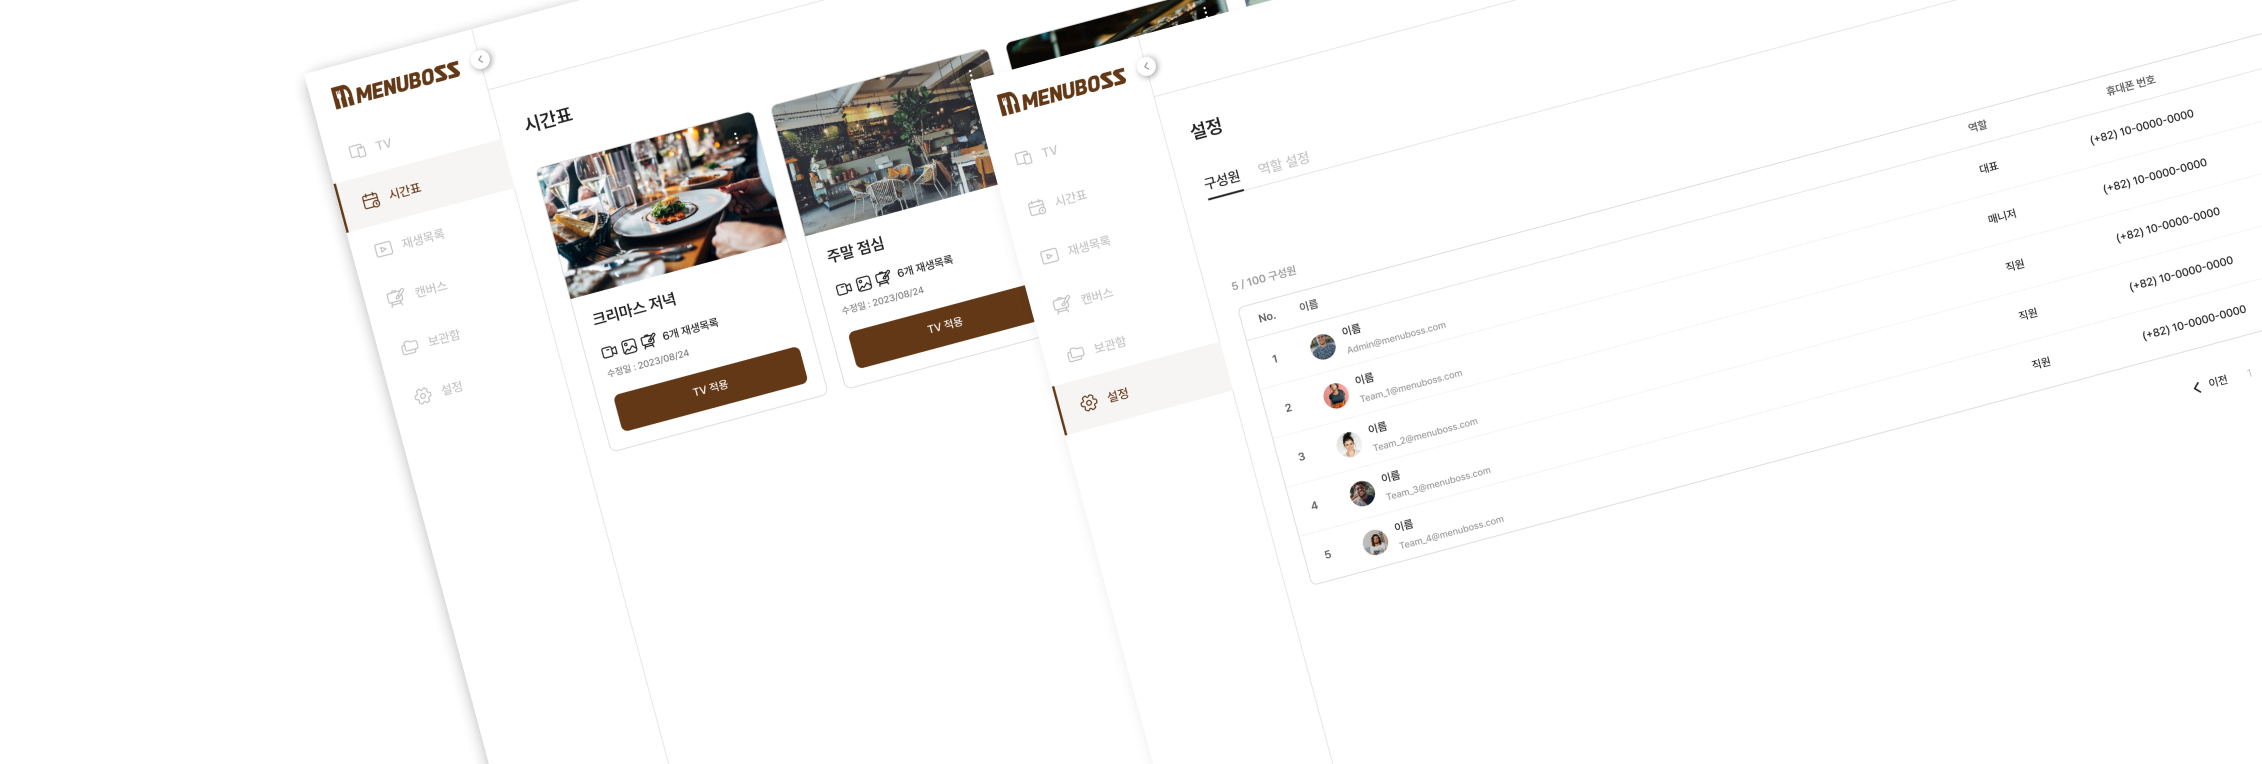 MENUBOSS
TV
시간표
재생목록
캔버스
보관함
설정
시간표
크리마스 저녁
6개 재생목록
수정일 : 2023/08/24
TV 적용
주말 점심
6개 재생목록
수정일 : 2023/08/24
TV 적용
MENUBOSS
TV
시간표
재생목록
캔버스
보관함
설정
설정
구성원 역할 설정
5 / 100 구성원
No. 이름 역할 휴대폰 번호
1 이름 Admin@menuboss.com 대표 (+82) 10-0000-0000
2 이름 Team_1@menuboss.com 매니저 (+82) 10-0000-0000
3 이름 Team_2@menuboss.com 직원 (+82) 10-0000-0000
4 이름 Team_3@menuboss.com 직원 (+82) 10-0000-0000
5 이름 Team_4@menuboss.com 직원 (+82) 10-0000-0000
이전 1